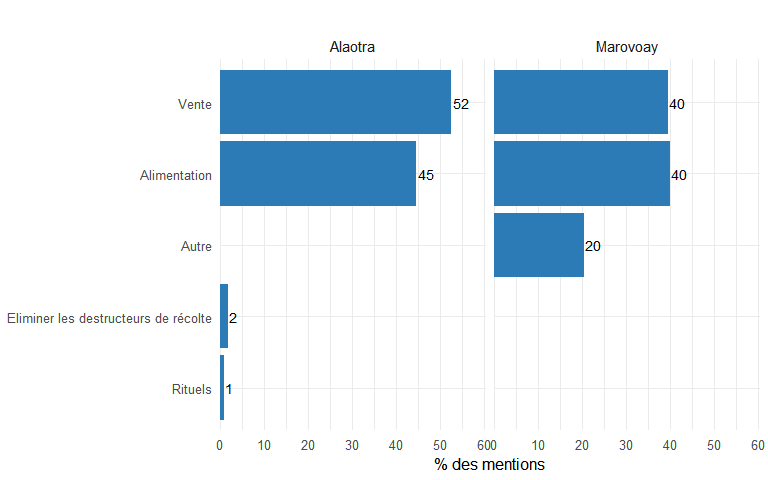 Alaotra
Marovoay
Vente
52
40
Alimentation
45
40
Autre
20
Eliminer les destructeurs de récolte
2
Rituels
1
0 10 20 30 40 50 60
0 10 20 30 40 50 60
% des mentions